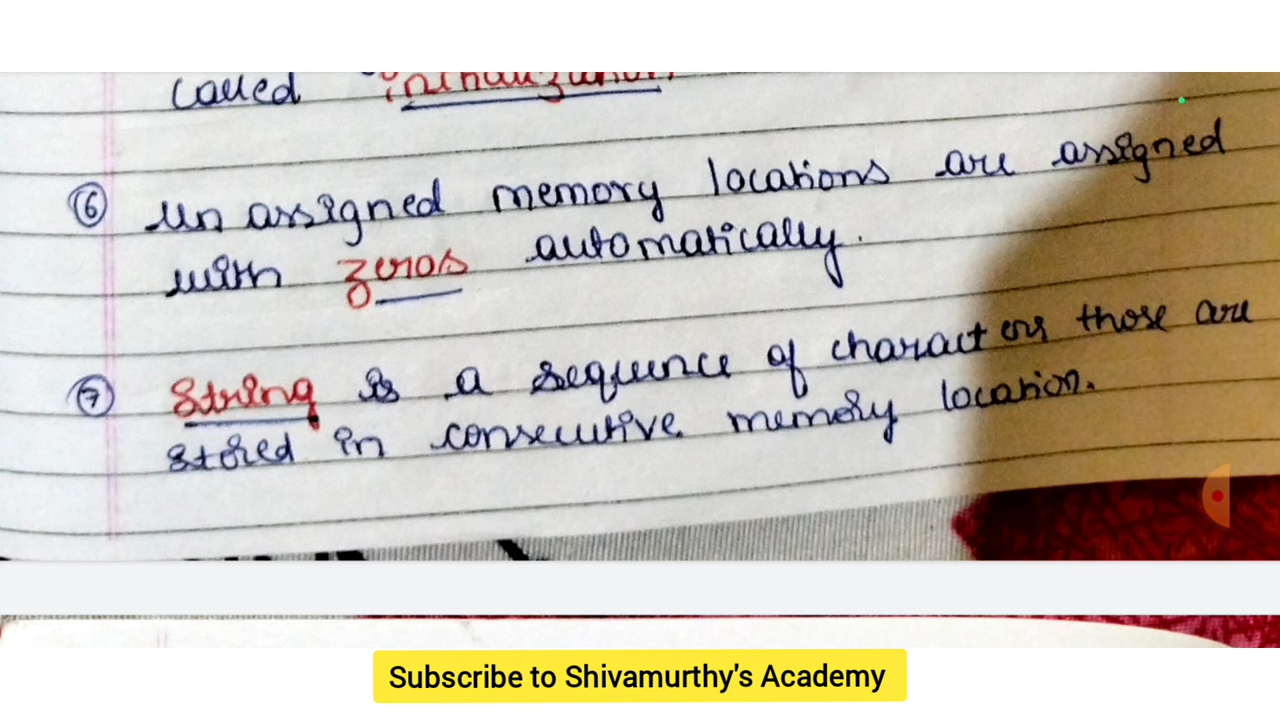 called initialization.
6 un assigned memory locations are assigned
with zeros automatically.
7 String is a sequence of characters those are
stored in consecutive memory location.
Subscribe to Shivamurthy's Academy